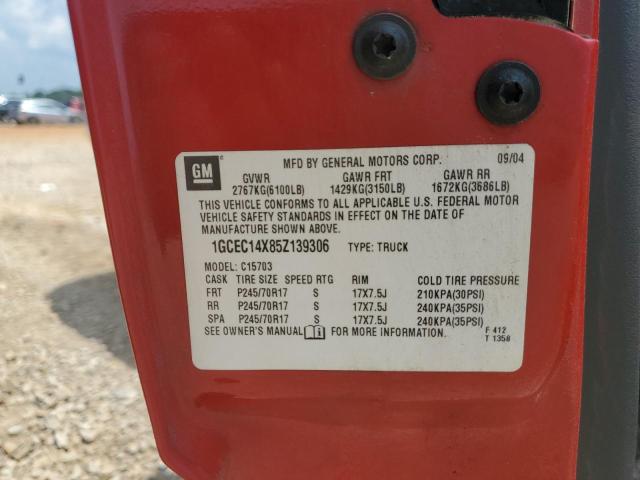 GM
MFD BY GENERAL MOTORS CORP. 09/04
GVWR GAWR FRT GAWR RR
2767KG(6100LB) 1429KG(3150LB) 1672KG(3686LB)
THIS VEHICLE CONFORMS TO ALL APPLICABLE U.S. FEDERAL MOTOR
VEHICLE SAFETY STANDARDS IN EFFECT ON THE DATE OF
MANUFACTURE SHOWN ABOVE.
1GCEC14X85Z139306 TYPE: TRUCK
MODEL: C15703
CASK TIRE SIZE SPEED RTG RIM COLD TIRE PRESSURE
FRT P245/70R17 S 17X7.5J 210KPA(30PSI)
RR P245/70R17 S 17X7.5J 240KPA(35PSI)
SPA P245/70R17 S 17X7.5J 240KPA(35PSI)
SEE OWNER'S MANUAL FOR MORE INFORMATION.
F 412
T 1358